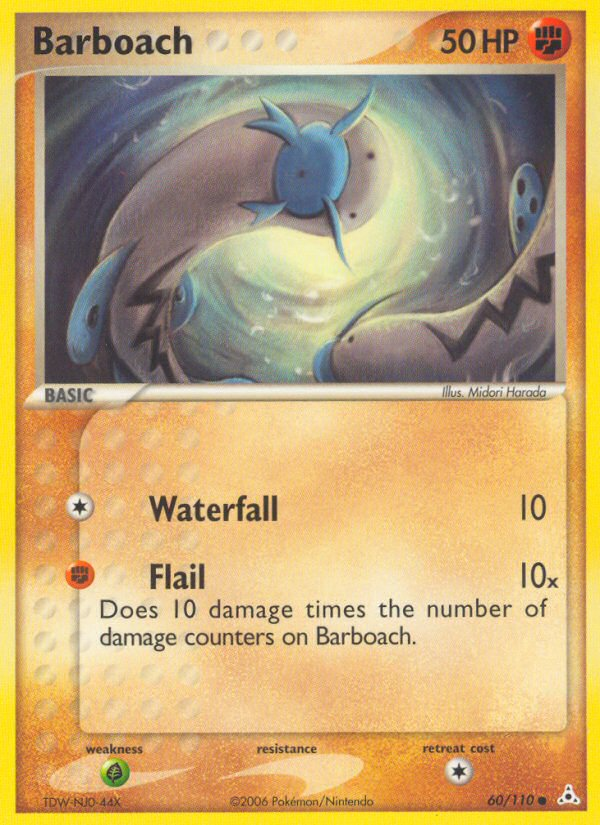 Barboach 50 HP
BASIC
Illus. Midori Harada
Waterfall 10
Flail 10x
Does 10 damage times the number of
damage counters on Barboach.
weakness resistance retreat cost
TDW-NJ0-44X ©2006 Pokémon/Nintendo 60/110